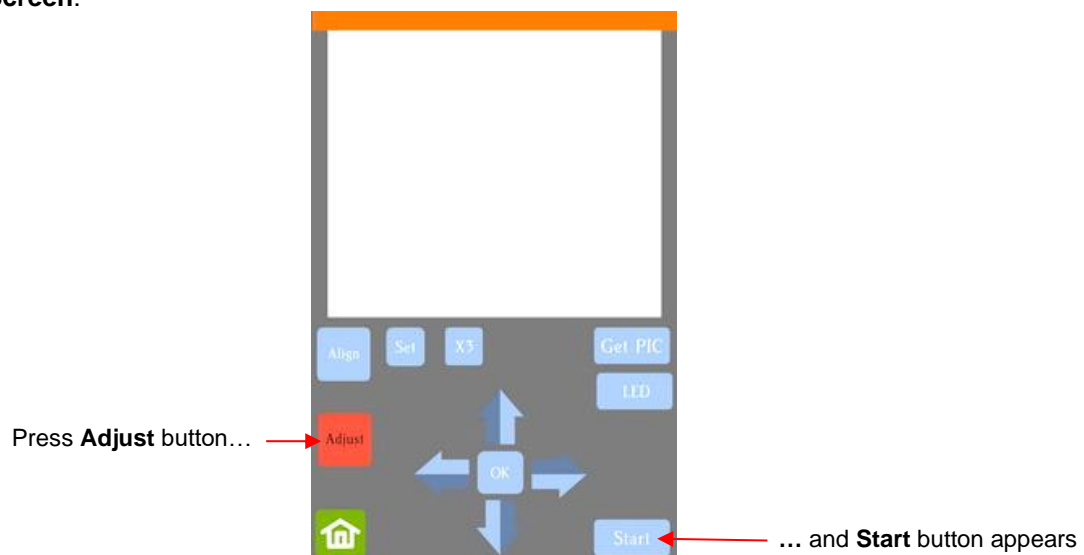 Screen.
Align
Set
X3
Get PIC
LED
Press Adjust button…
Adjust
OK
Start
… and Start button appears